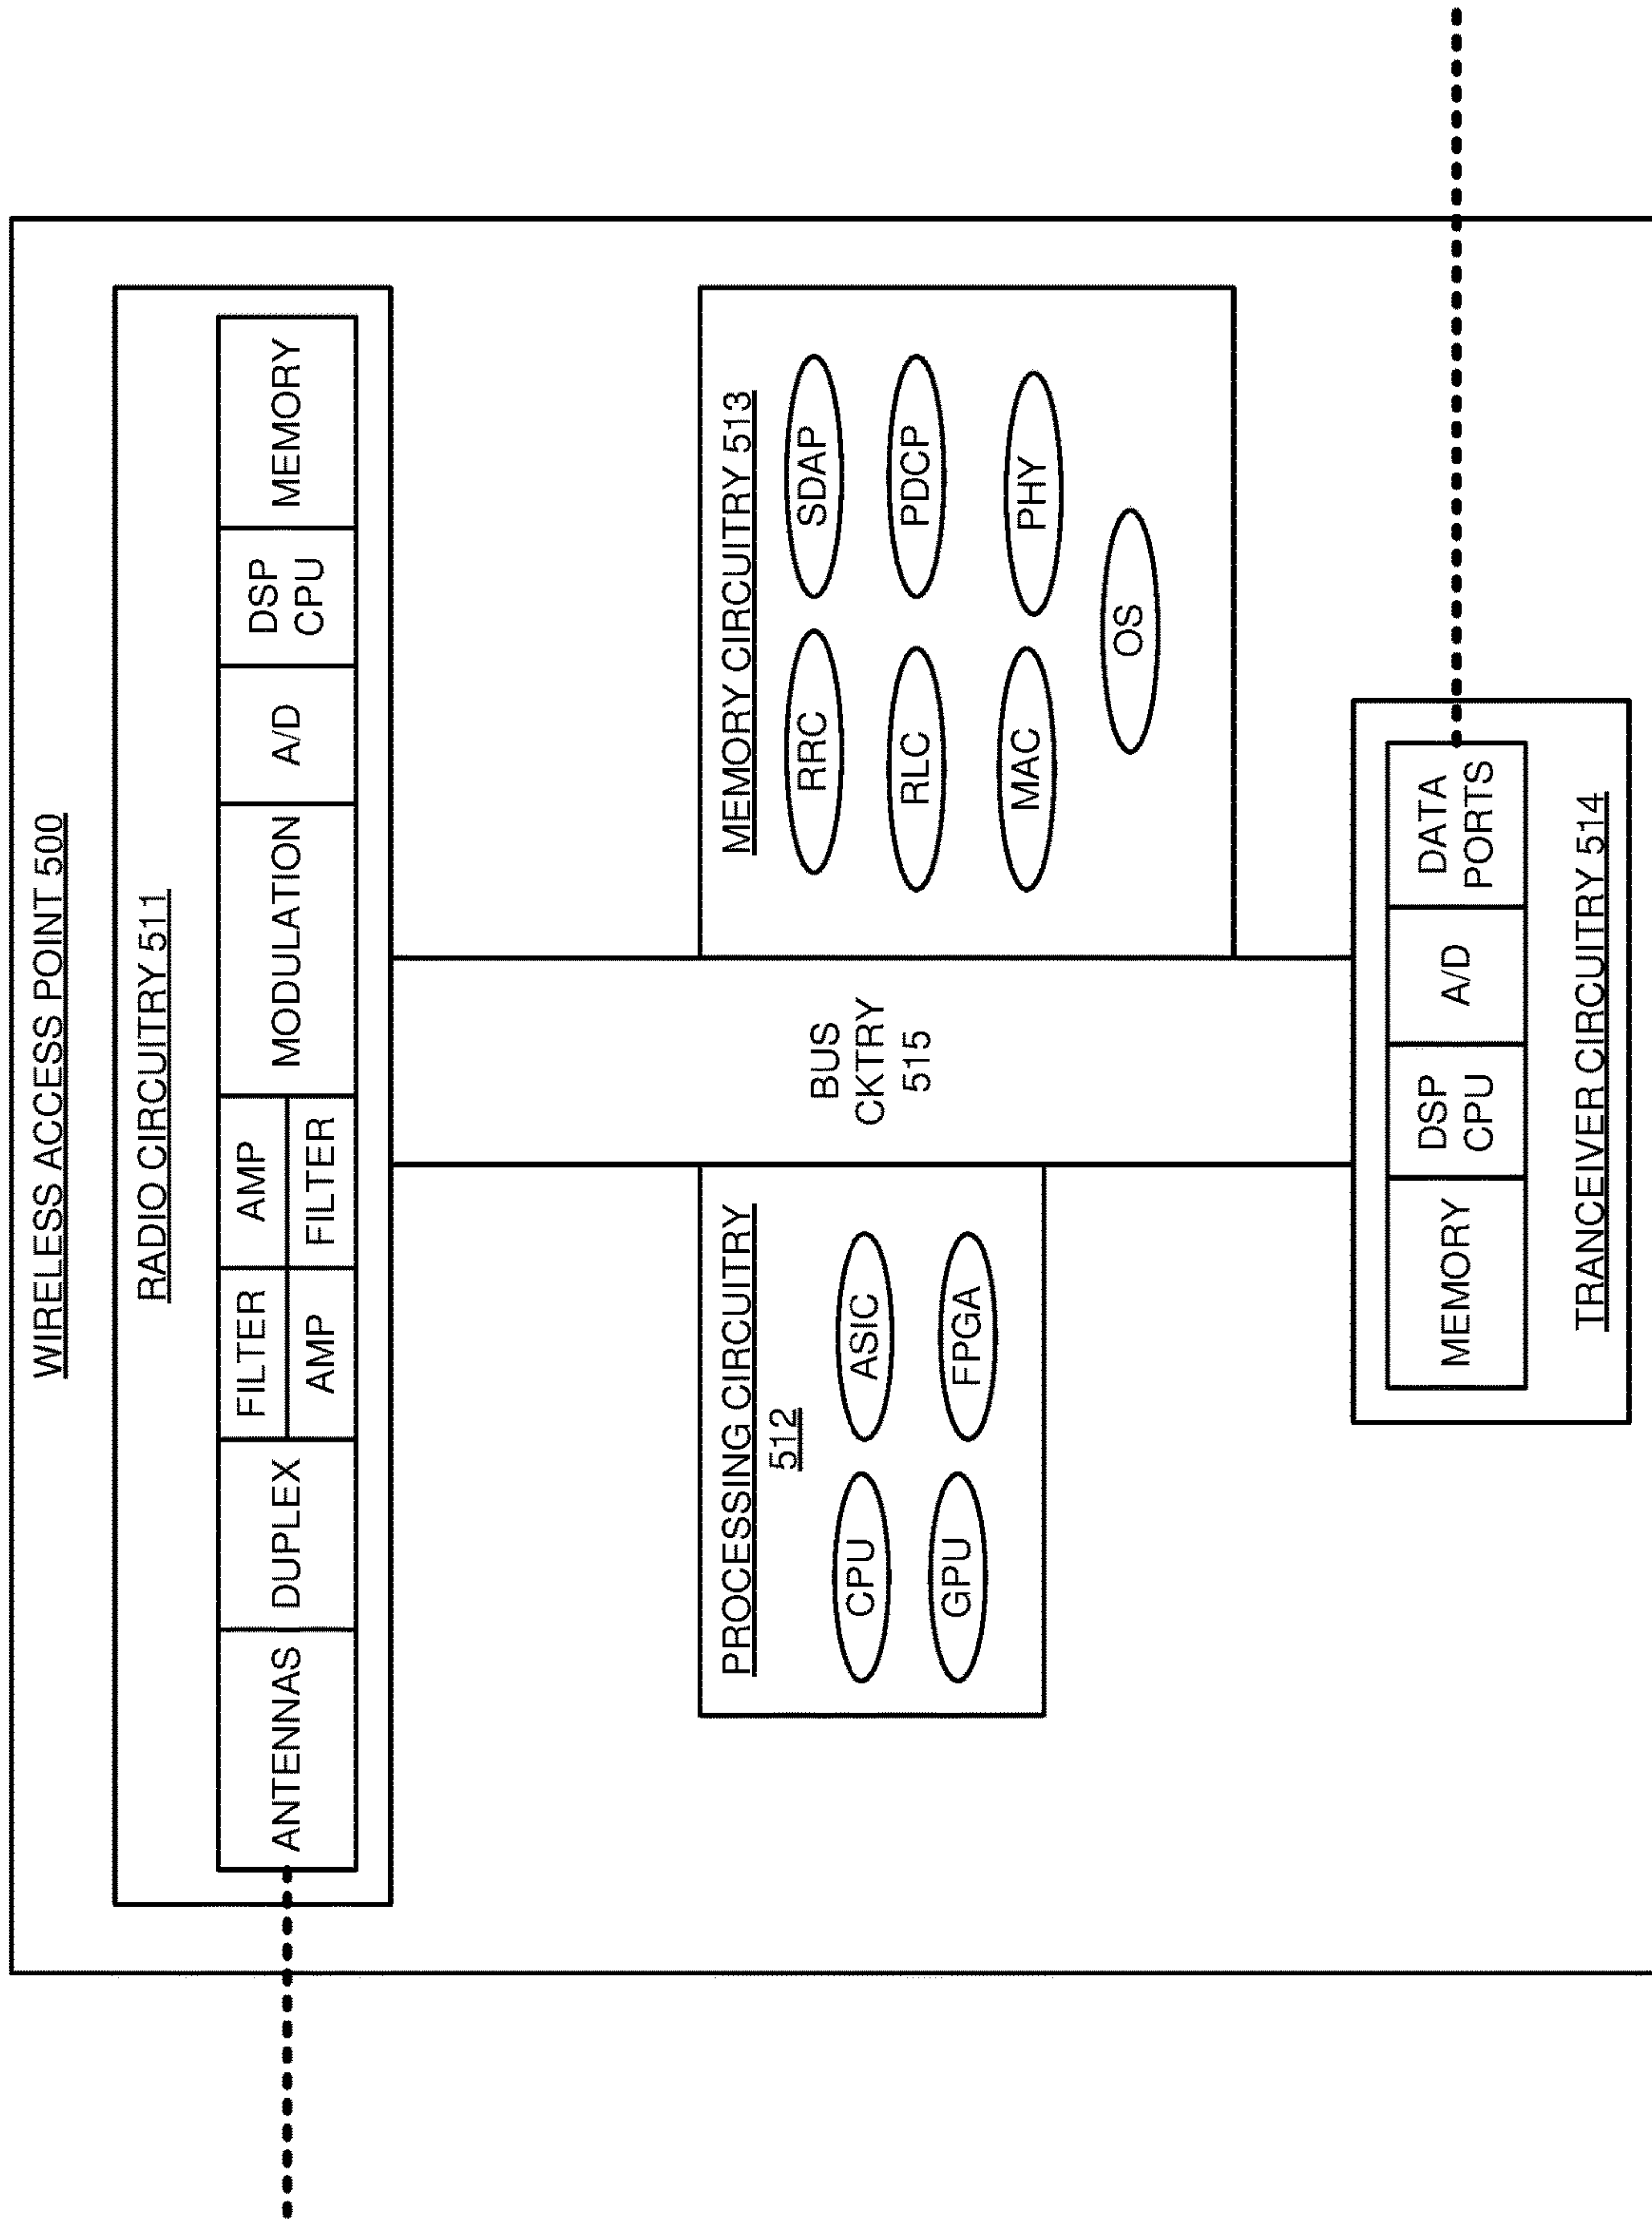 WIRELESS ACCESS POINT 500
RADIO CIRCUITRY 511
ANTENNAS
DUPLEX
FILTER
AMP
AMP
FILTER
MODULATION
A/D
DSP
CPU
MEMORY
PROCESSING CIRCUITRY
512
CPU
ASIC
GPU
FPGA
BUS
CKTRY
515
MEMORY CIRCUITRY 513
RRC
SDAP
RLC
PDCP
MAC
PHY
OS
MEMORY
DSP
CPU
A/D
DATA
PORTS
TRANCEIVER CIRCUITRY 514